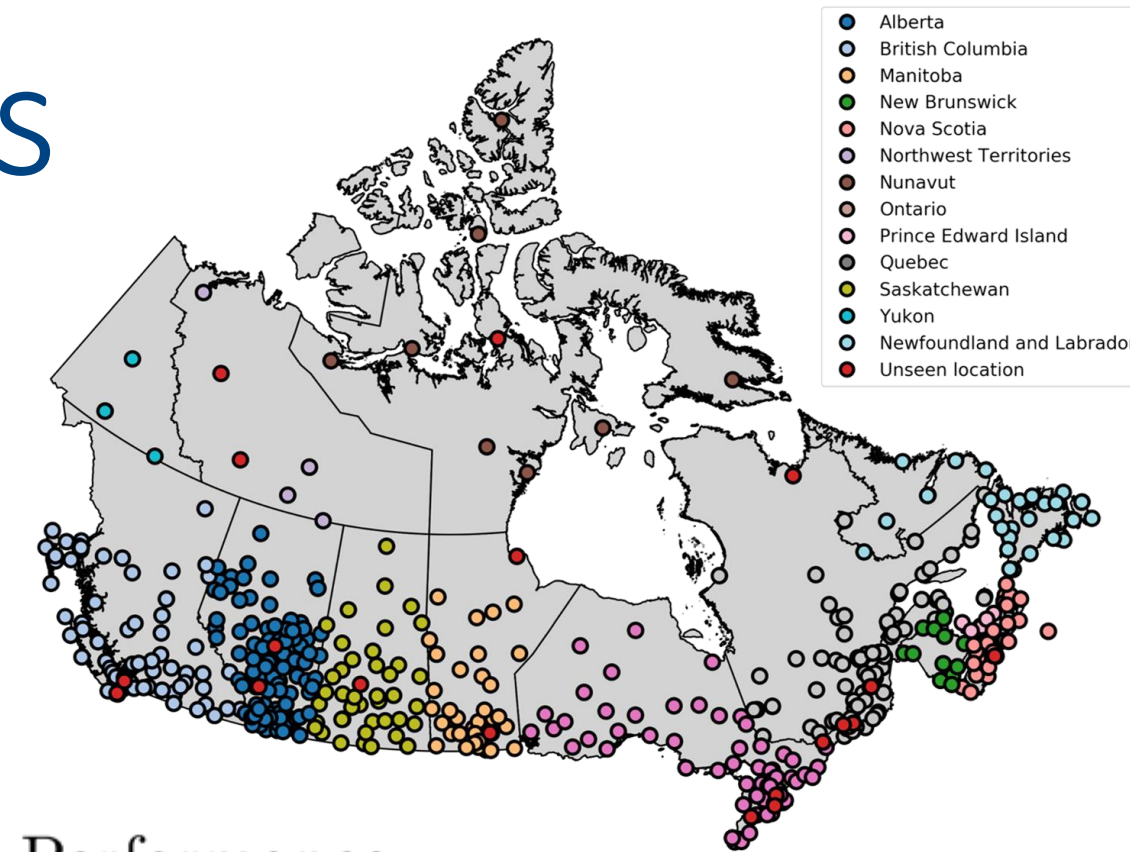 S
Alberta
British Columbia
Manitoba
New Brunswick
Nova Scotia
Northwest Territories
Nunavut
Ontario
Prince Edward Island
Quebec
Saskatchewan
Yukon
Newfoundland and Labrador
Unseen location